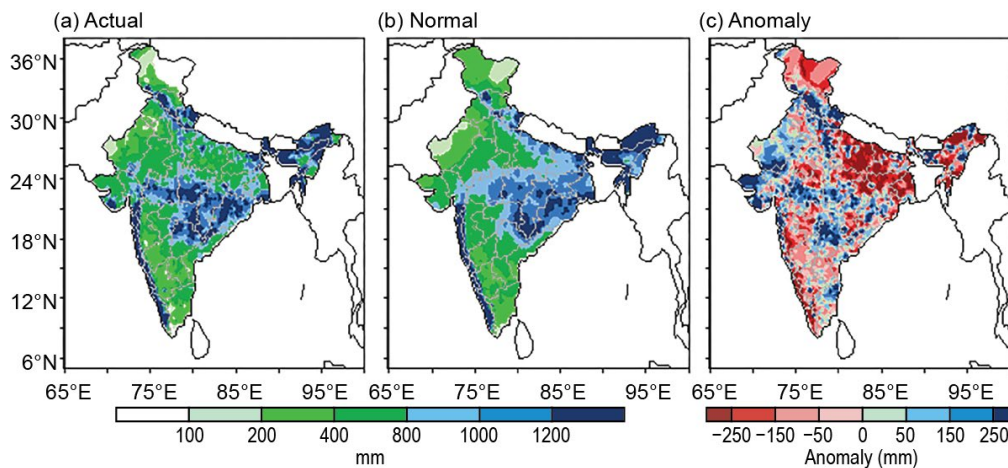 (a) Actual
(b) Normal
(c) Anomaly
36°N
30°N
24°N
18°N
12°N
6°N
65°E 75°E 85°E 95°E
65°E 75°E 85°E 95°E
65°E 75°E 85°E 95°E
100 200 400 800 1000 1200
mm
−250 −150 −50 0 50 150 250
Anomaly (mm)